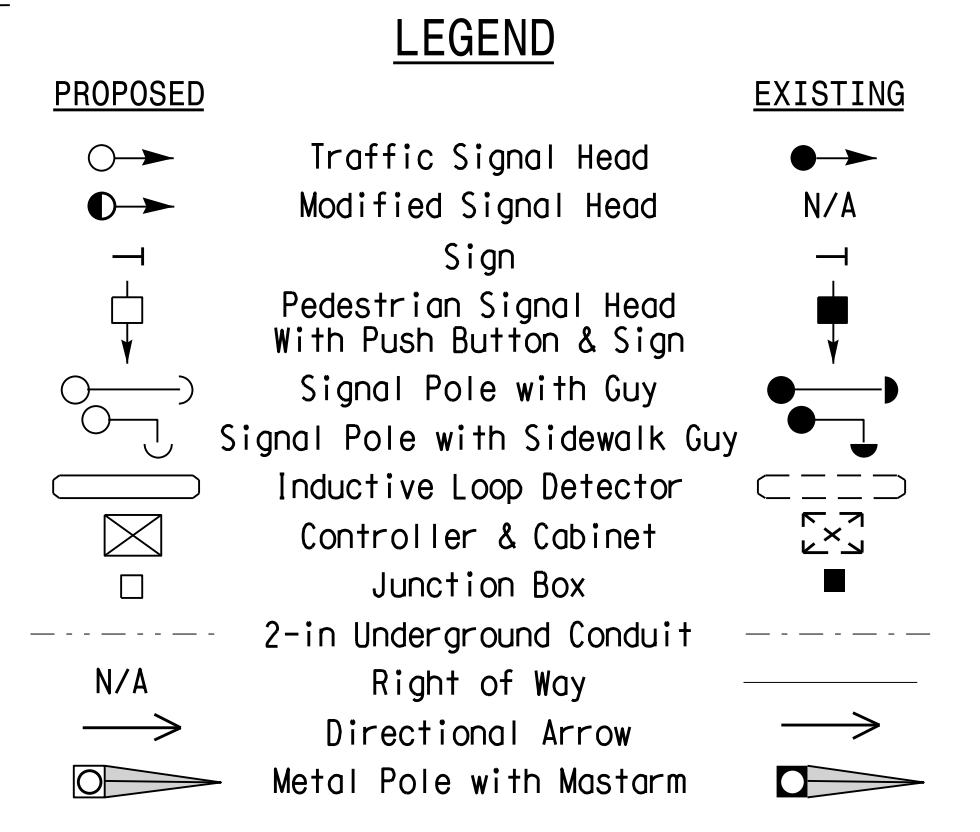 LEGEND
PROPOSED EXISTING
Traffic Signal Head
Modified Signal Head N/A
Sign
Pedestrian Signal Head
With Push Button & Sign
Signal Pole with Guy
Signal Pole with Sidewalk Guy
Inductive Loop Detector
Controller & Cabinet
Junction Box
2-in Underground Conduit
N/A Right of Way
Directional Arrow
Metal Pole with Mastarm